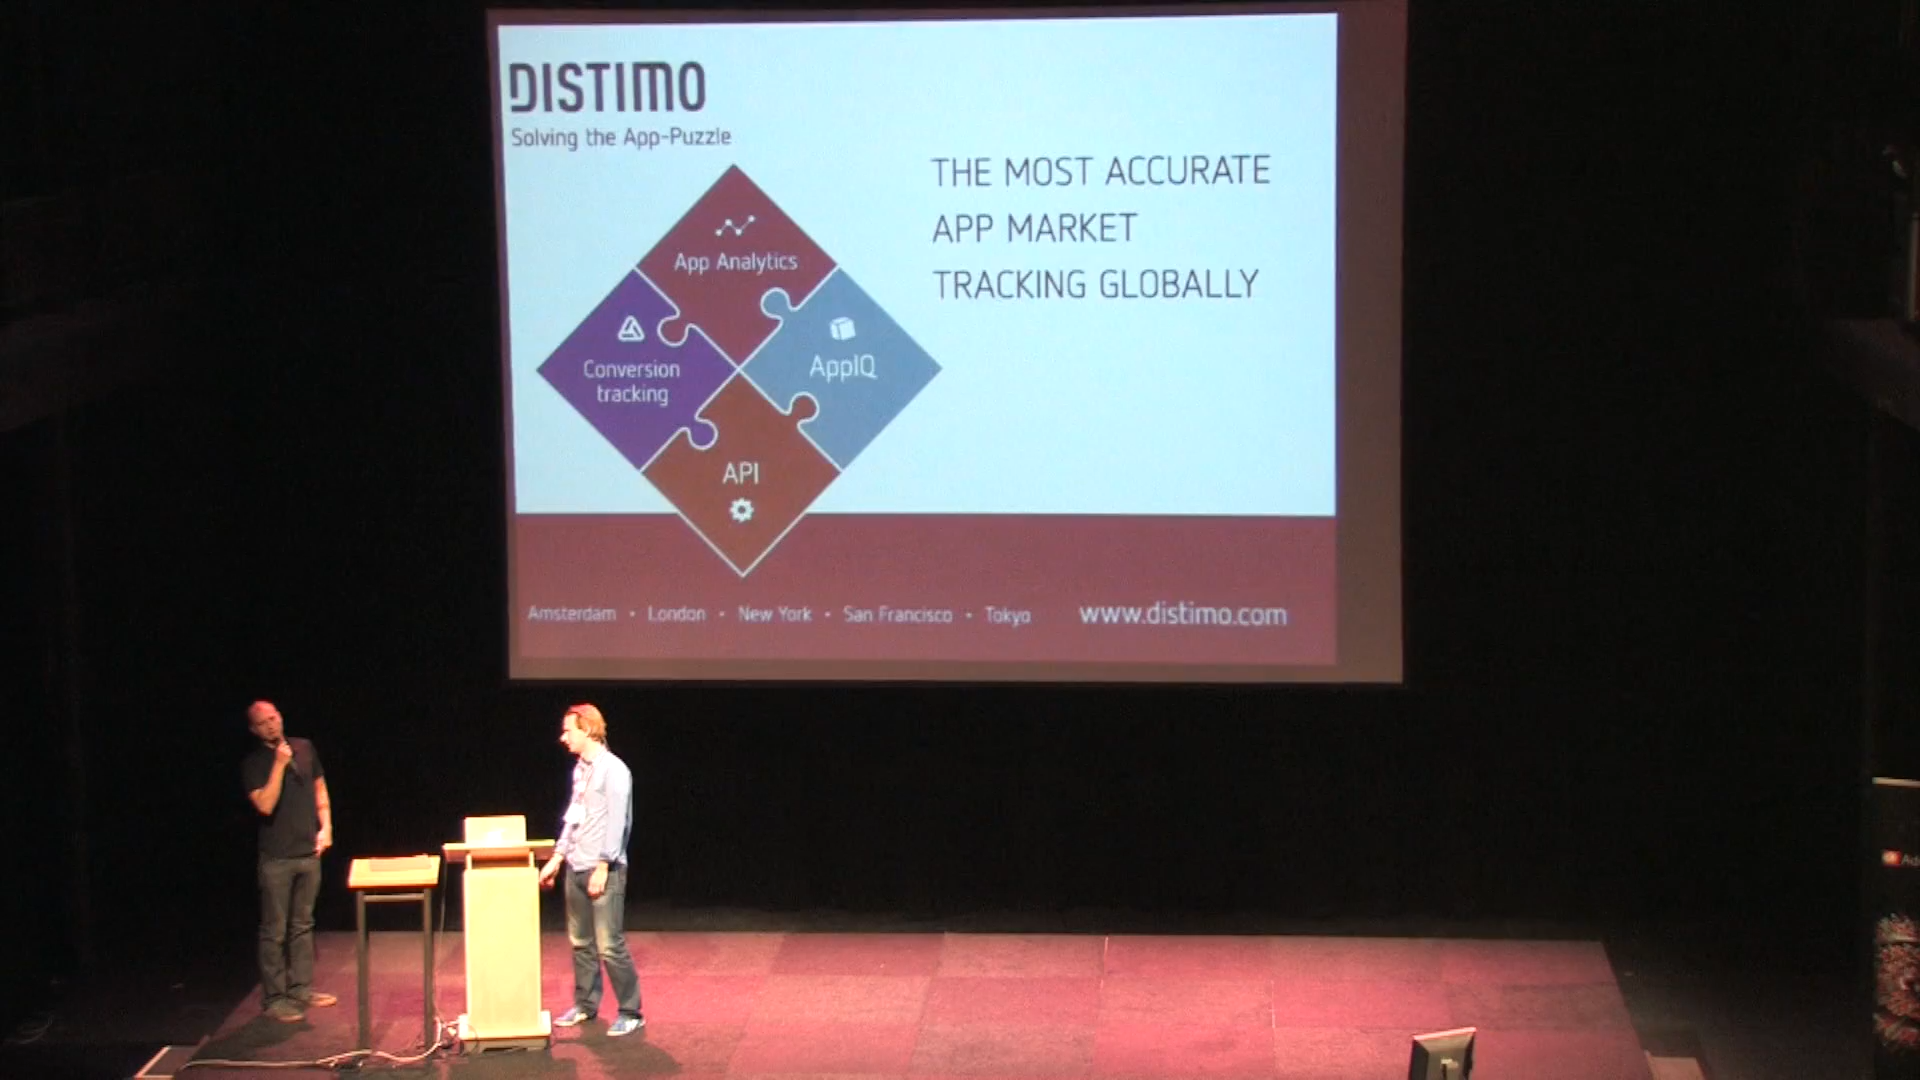 DISTIMO
Solving the App-Puzzle
THE MOST ACCURATE
APP MARKET
TRACKING GLOBALLY
App Analytics
Conversion
tracking
AppIQ
API
Amsterdam • London • New York • San Francisco • Tokyo
www.distimo.com